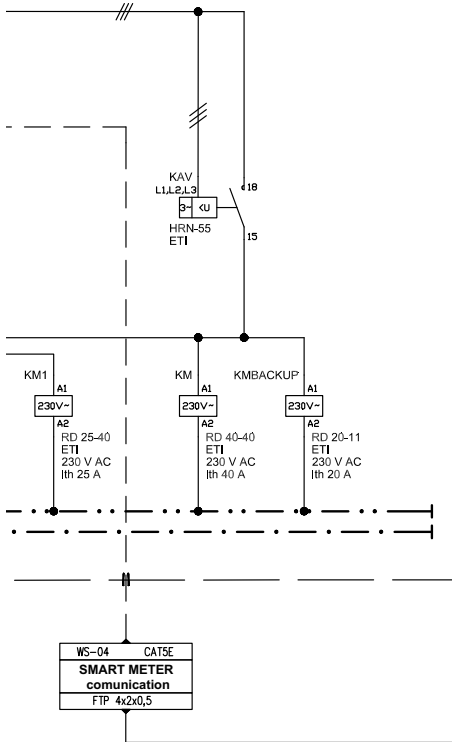 KAV
L1,L2,L3
18
3~ <U
HRN-55
ETI
15
KM1
KM
KMBACKUP
A1
A1
A1
230V~
230V~
230V~
A2
A2
A2
RD 25-40
ETI
230 V AC
Ith 25 A
RD 40-40
ETI
230 V AC
Ith 40 A
RD 20-11
ETI
230 V AC
Ith 20 A
WS-04 CAT5E
SMART METER
comunication
FTP 4x2x0,5